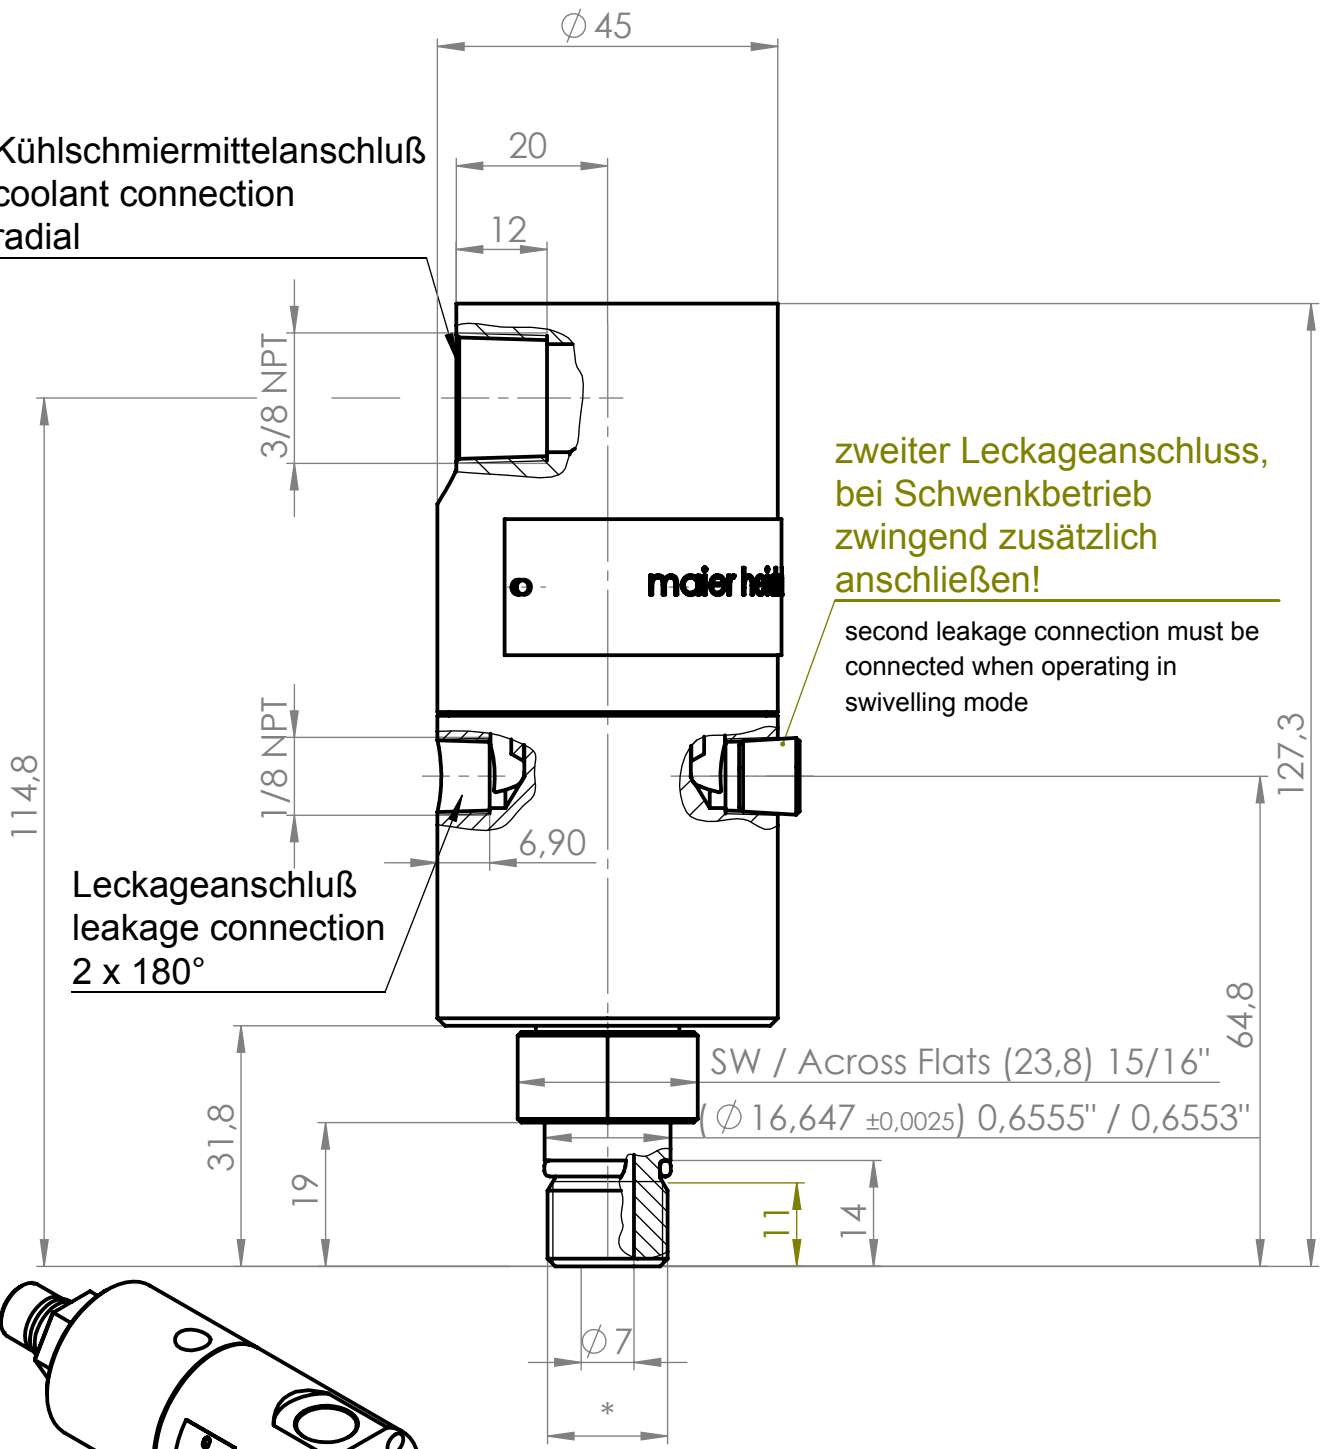 ∅ 45
Kühlschmiermittelanschluß
coolant connection
radial
20
12
3/8 NPT
zweiter Leckageanschluss,
bei Schwenkbetrieb
zwingend zusätzlich
anschließen!
second leakage connection must be
connected when operating in
swivelling mode
maier
114,8
1/8 NPT
127,3
6,90
Leckageanschluß
leakage connection
2 x 180°
64,8
SW / Across Flats (23,8) 15/16"
(∅ 16,647 ±0,0025) 0,6555" / 0,6553"
31,8
19
11
14
∅ 7
*